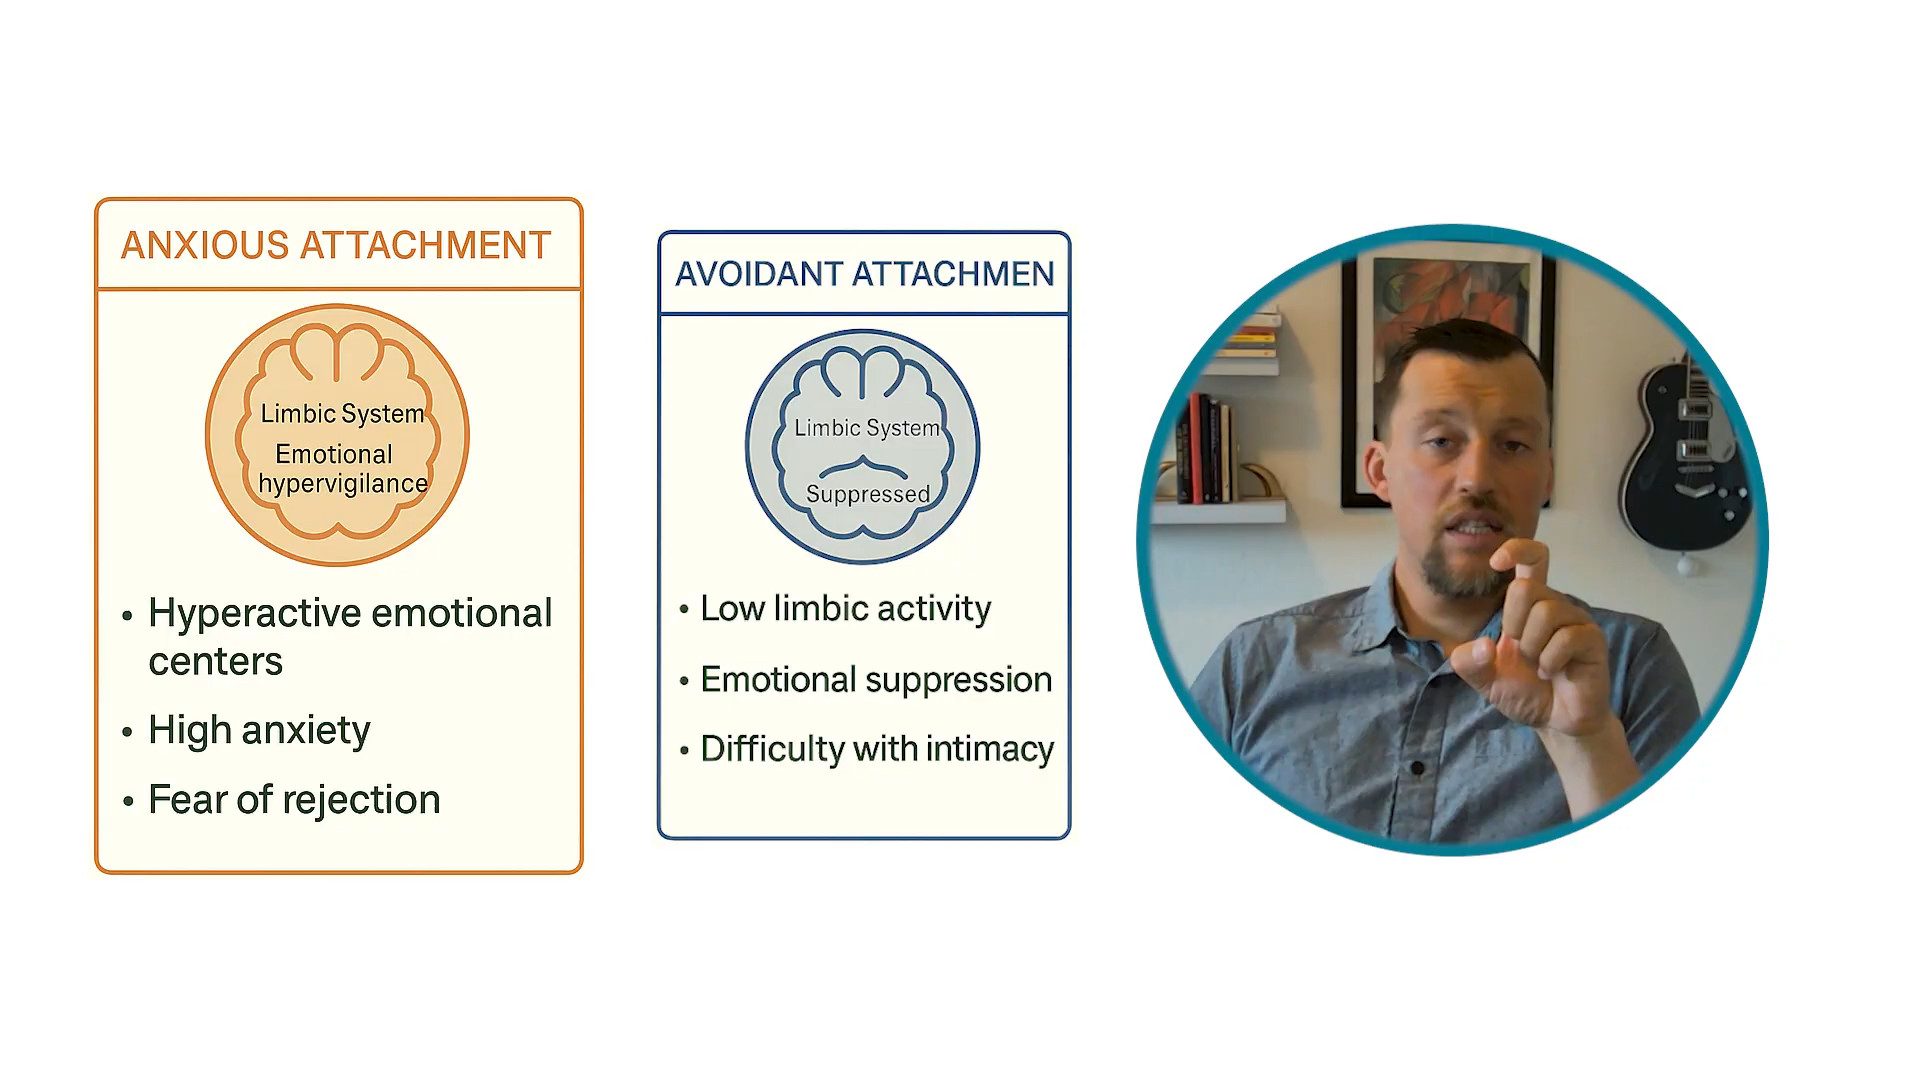 ANXIOUS ATTACHMENT
Limbic System
Emotional
hypervigilance
• Hyperactive emotional
centers
• High anxiety
• Fear of rejection
AVOIDANT ATTACHMEN
Limbic System
Suppressed
• Low limbic activity
• Emotional suppression
• Difficulty with intimacy